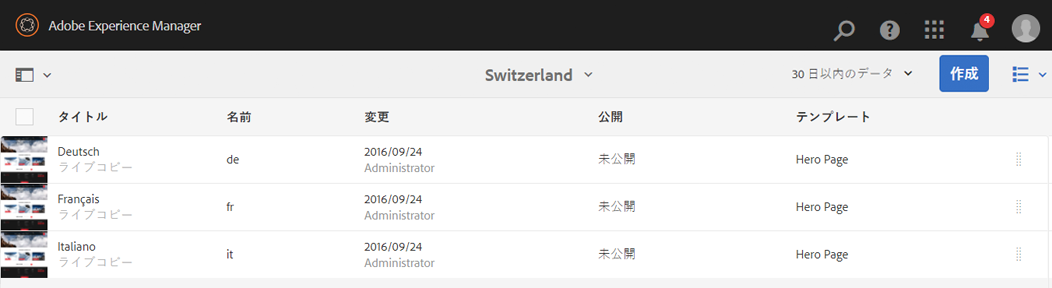 Adobe Experience Manager
4
Switzerland
30 日以内のデータ
作成
タイトル 名前 変更 公開 テンプレート
Deutsch
ライブコピー
de
2016/09/24
Administrator
未公開
Hero Page
Français
ライブコピー
fr
2016/09/24
Administrator
未公開
Hero Page
Italiano
ライブコピー
it
2016/09/24
Administrator
未公開
Hero Page